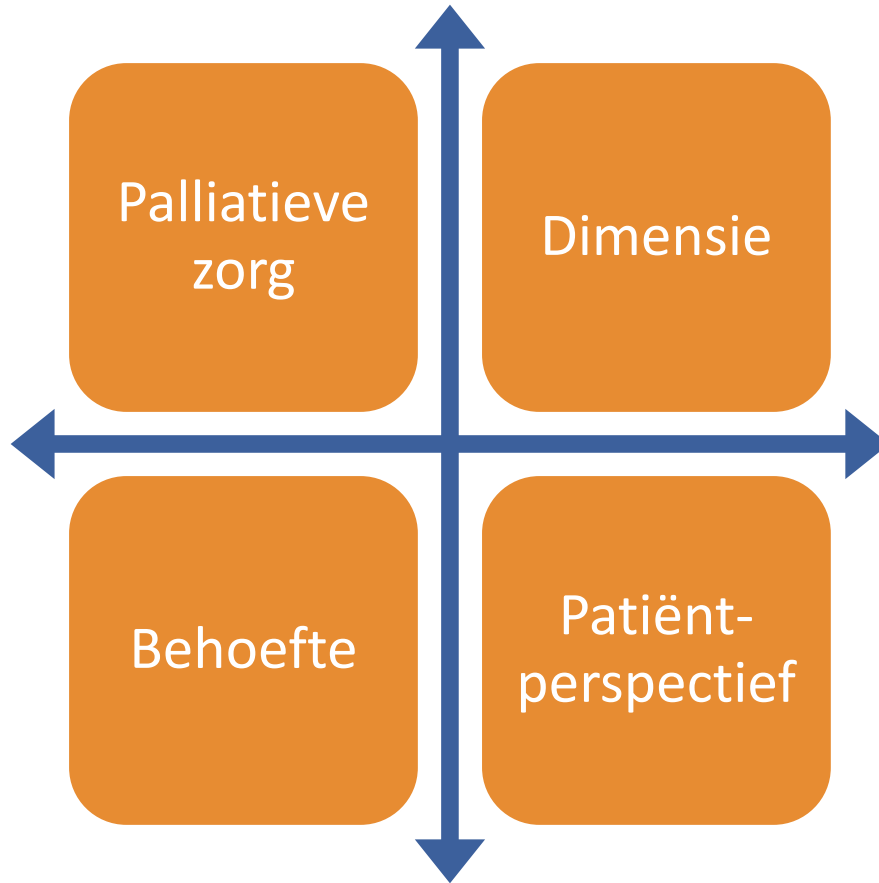 Palliatieve
zorg
Dimensie
Behoefte
Patiënt-
perspectief